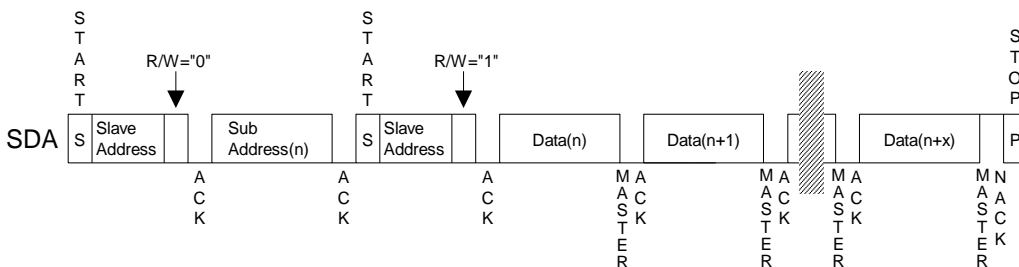 START
START
STOP
R/W="0"
R/W="1"
SDA
S
Slave
Address
Sub
Address(n)
S
Slave
Address
Data(n)
Data(n+1)
Data(n+x)
P
ACK
ACK
ACK
MASTER
ACK
MASTER
ACK
MASTER
ACK
MASTER
NACK